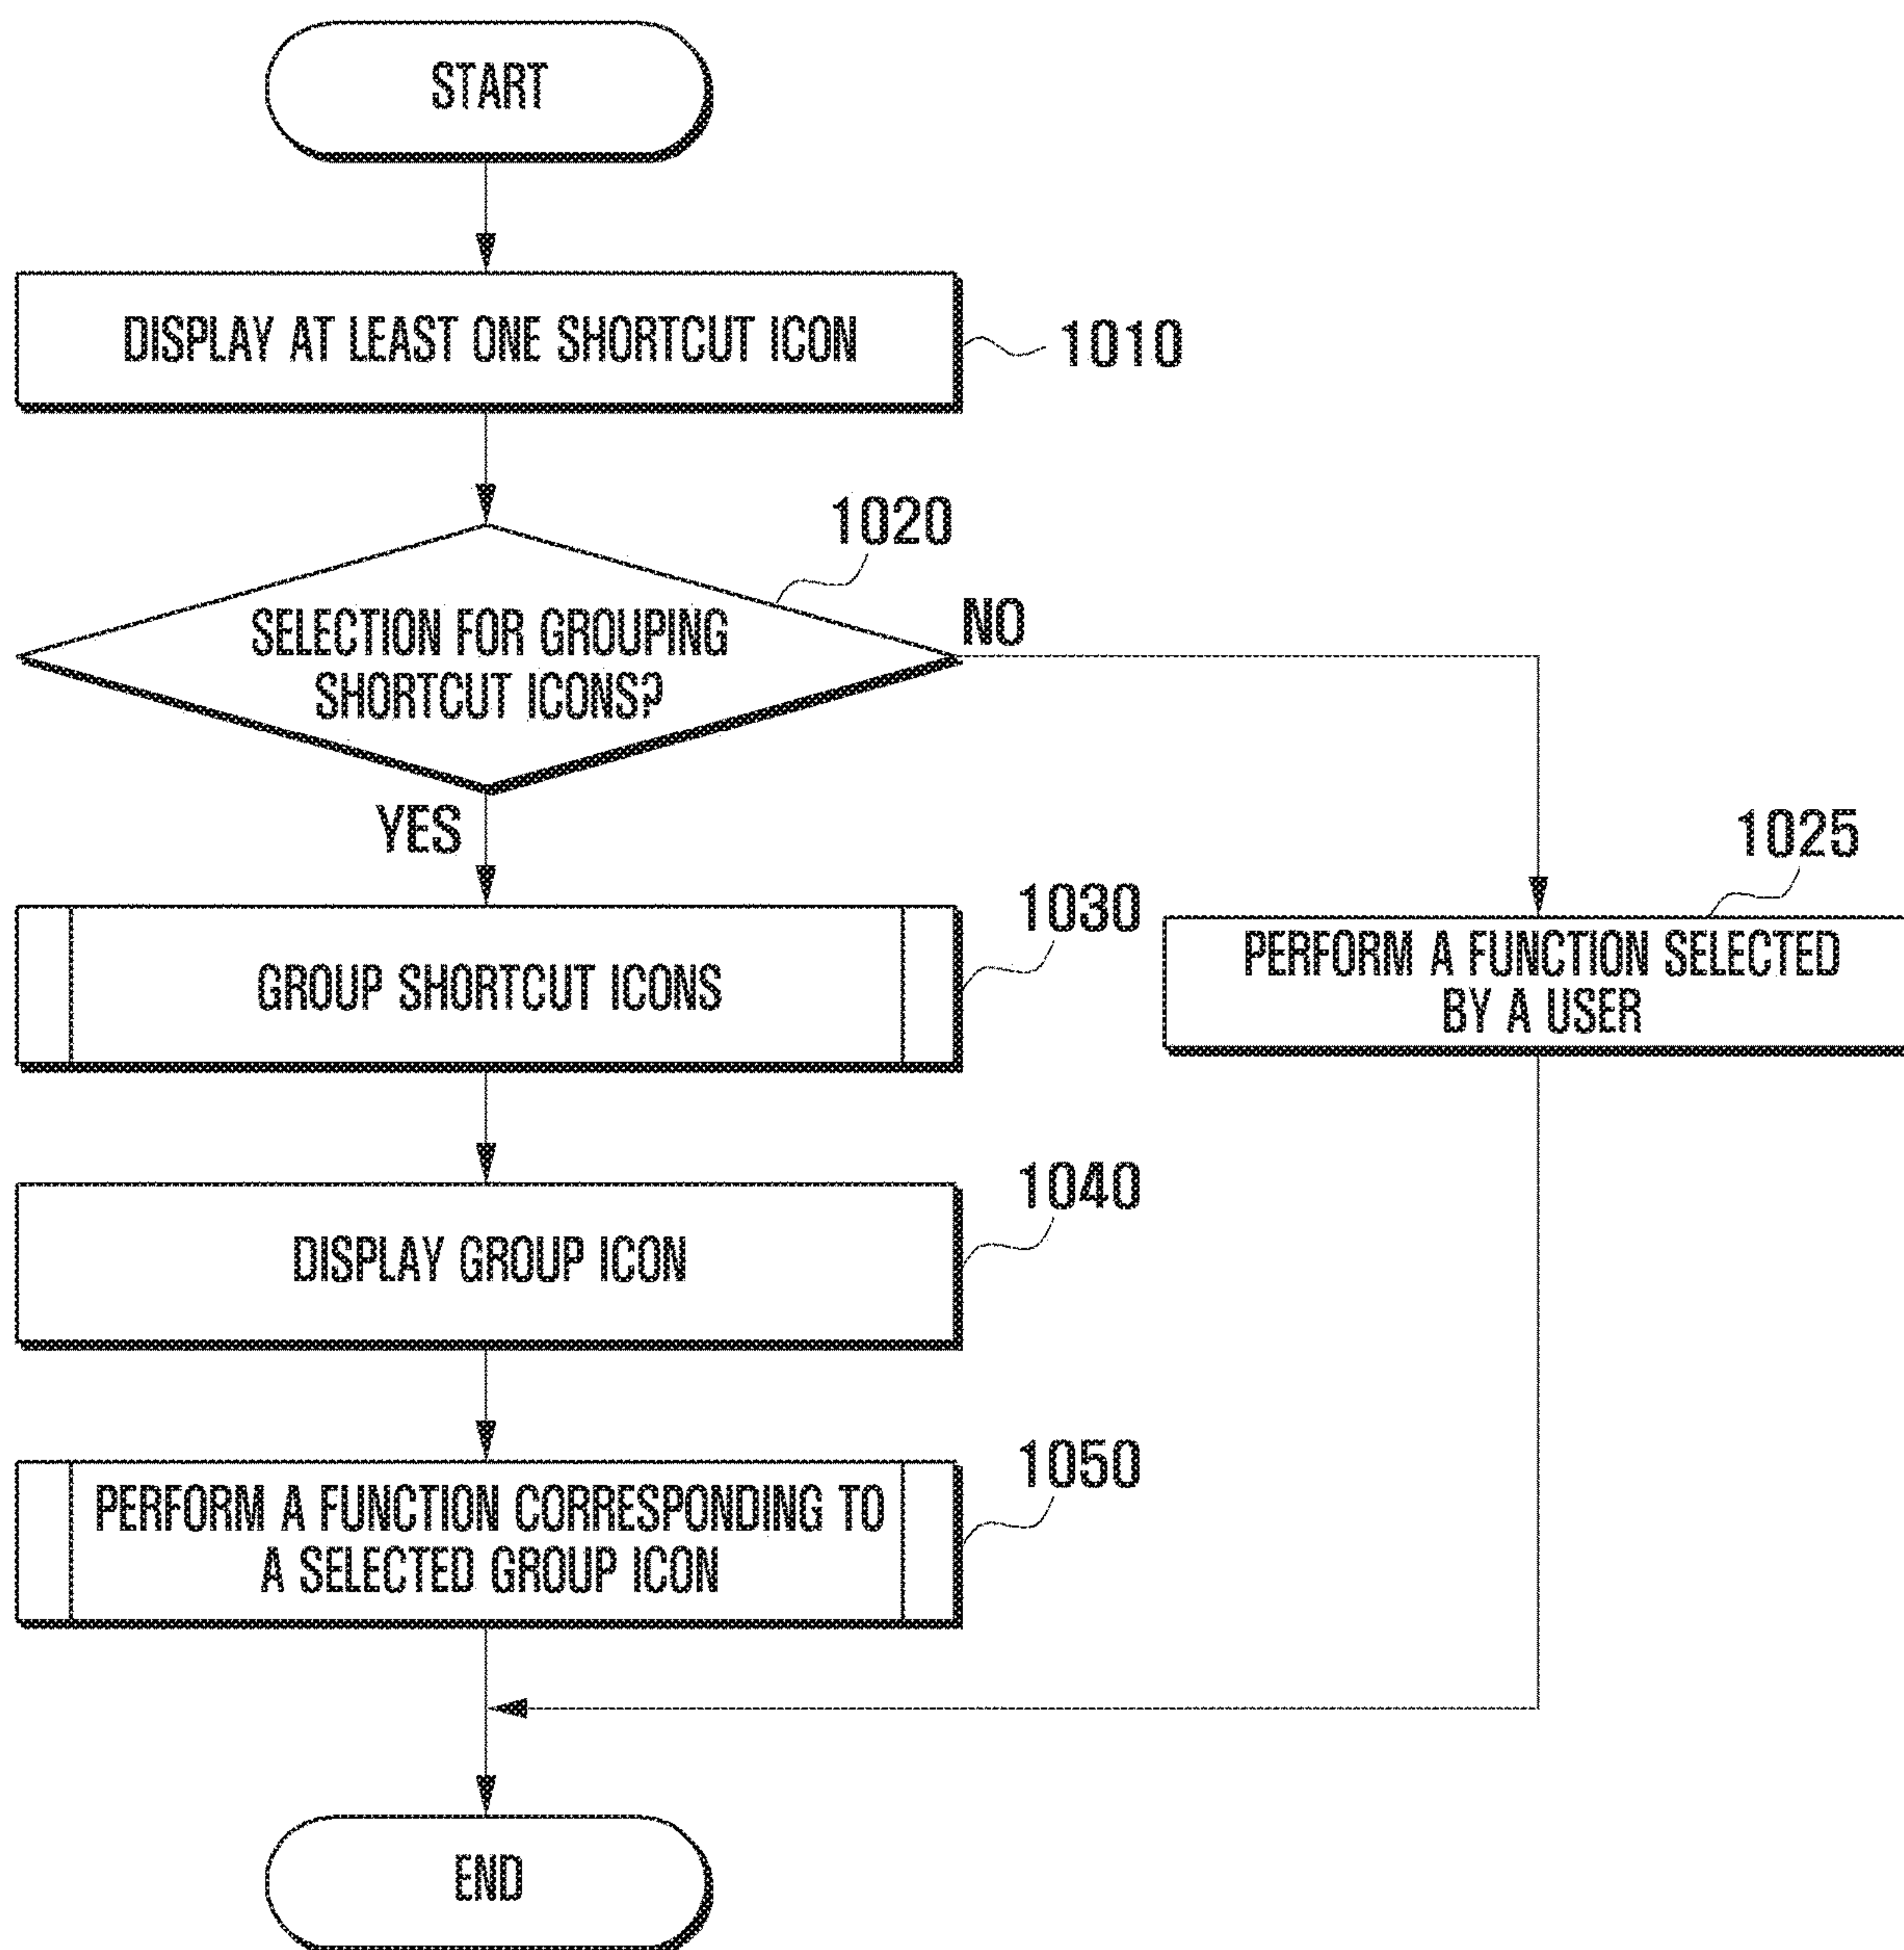 START
DISPLAY AT LEAST ONE SHORTCUT ICON
1010
1020
SELECTION FOR GROUPING
SHORTCUT ICONS?
NO
YES
1025
1030
GROUP SHORTCUT ICONS
PERFORM A FUNCTION SELECTED
BY A USER
1040
DISPLAY GROUP ICON
1050
PERFORM A FUNCTION CORRESPONDING TO
A SELECTED GROUP ICON
END